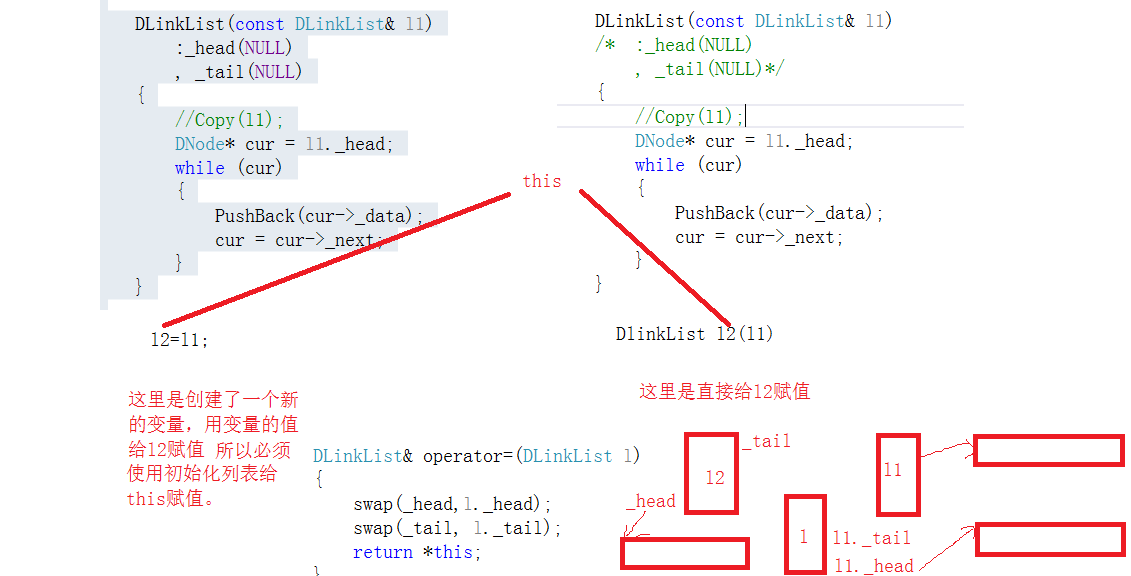 DLinkList(const DLinkList& l1)
:_head(NULL)
, _tail(NULL)
{
//Copy(l1);
DNode* cur = l1._head;
while (cur)
{
PushBack(cur->_data);
cur = cur->_next;
}
}
l2=l1;
这里是创建了一个新
的变量，用变量的值
给l2赋值 所以必须
使用初始化列表给
this赋值。
this
DLinkList(const DLinkList& l1)
/* :_head(NULL)
, _tail(NULL)*/
{
//Copy(l1);
DNode* cur = l1._head;
while (cur)
{
PushBack(cur->_data);
cur = cur->_next;
}
}
DlinkList l2(l1)
这里是直接给l2赋值
DLinkList& operator=(DLinkList l)
{
swap(_head,l._head);
swap(_tail, l._tail);
return *this;
}
_tail
l2
_head
l1
l
l1._tail
l1._head